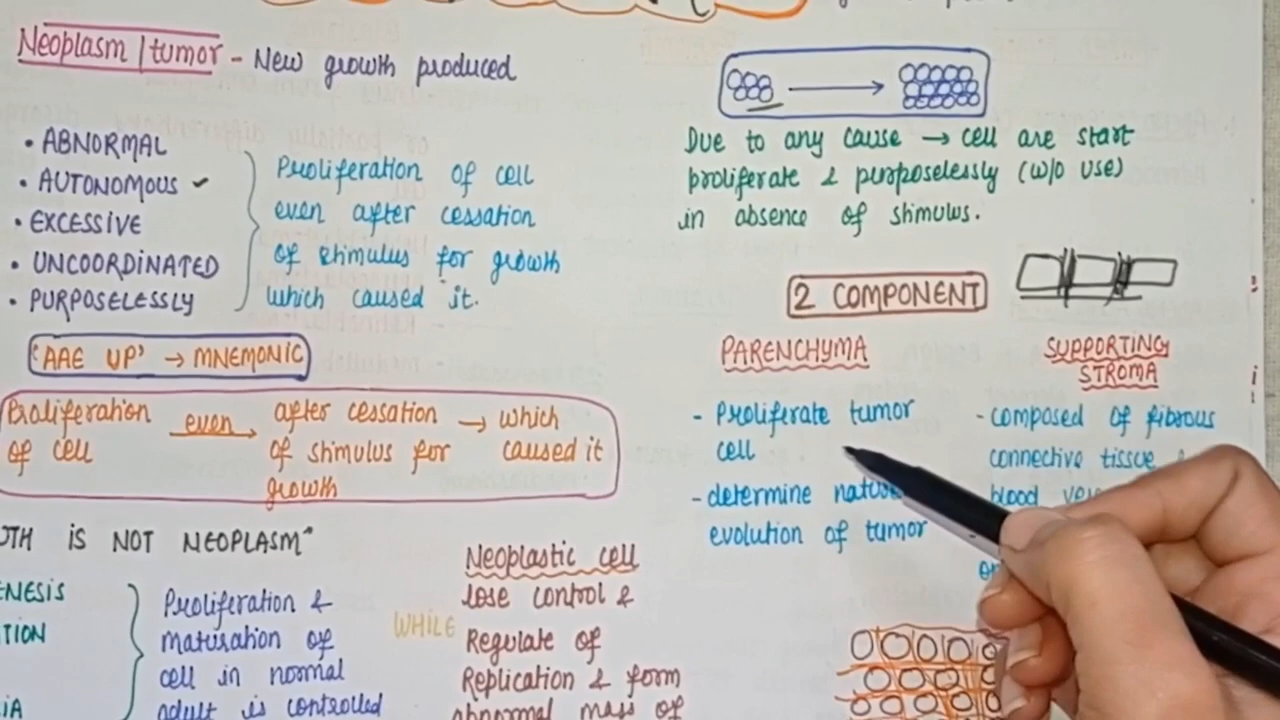 Neoplasm / tumor - New growth produced
• ABNORMAL
• AUTONOMOUS
• EXCESSIVE
• UNCOORDINATED
• PURPOSELESSLY
Proliferation of cell
even after cessation
of stimulus for growth
which caused it.
'AAE UP' → MNEMONIC
Proliferation even after cessation → which
of cell of stimulus for caused it
growth
IS NOT NEOPLASM"
Proliferation &
maturation of
cell in normal
adult is controlled
WHILE
Neoplastic cell
lose control &
Regulate of
Replication & form
abnormal mass of
Due to any cause → cell are start
proliferate & purposelessly (w/o use)
in absence of stimulus.
2 COMPONENT
PARENCHYMA
- Proliferate tumor
cell
- determine
evolution of tumor
SUPPORTING
STROMA
- composed of fibrous
connective tissue
blood